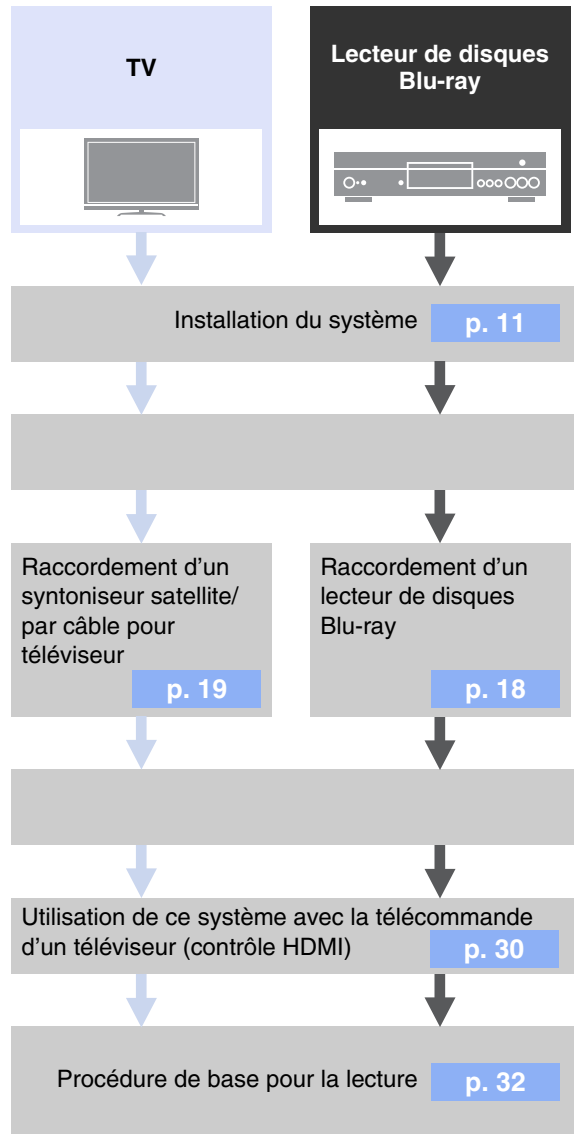 TV
Lecteur de disques
Blu-ray
Installation du système
p. 11
Raccordement d'un
syntoniseur satellite/
par câble pour
téléviseur
p. 19
Raccordement d'un
lecteur de disques
Blu-ray
p. 18
Utilisation de ce système avec la télécommande
d'un téléviseur (contrôle HDMI)
p. 30
Procédure de base pour la lecture
p. 32